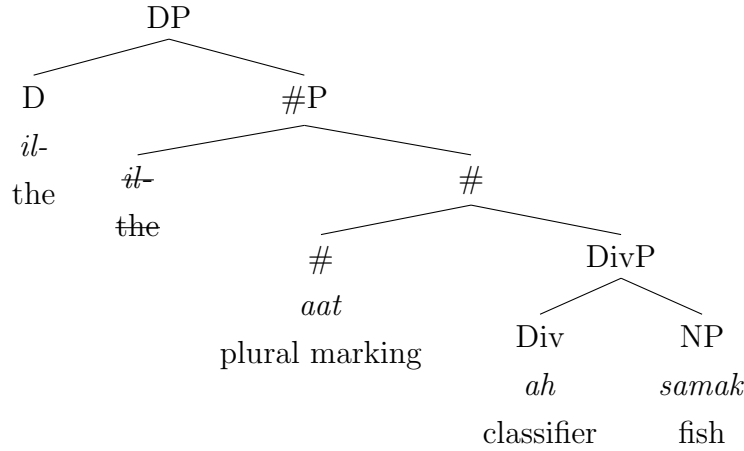 DP
D #P
il- il- #
the the
# DivP
aat
plural marking Div NP
ah samak
classifier fish